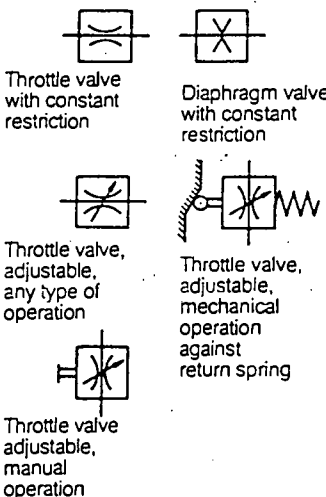 Throttle valve
with constant
restriction
Diaphragm valve
with constant
restriction
Throttle valve,
adjustable,
any type of
operation
Throttle valve,
adjustable,
mechanical
operation
against
return spring
Throttle valve
adjustable,
manual
operation